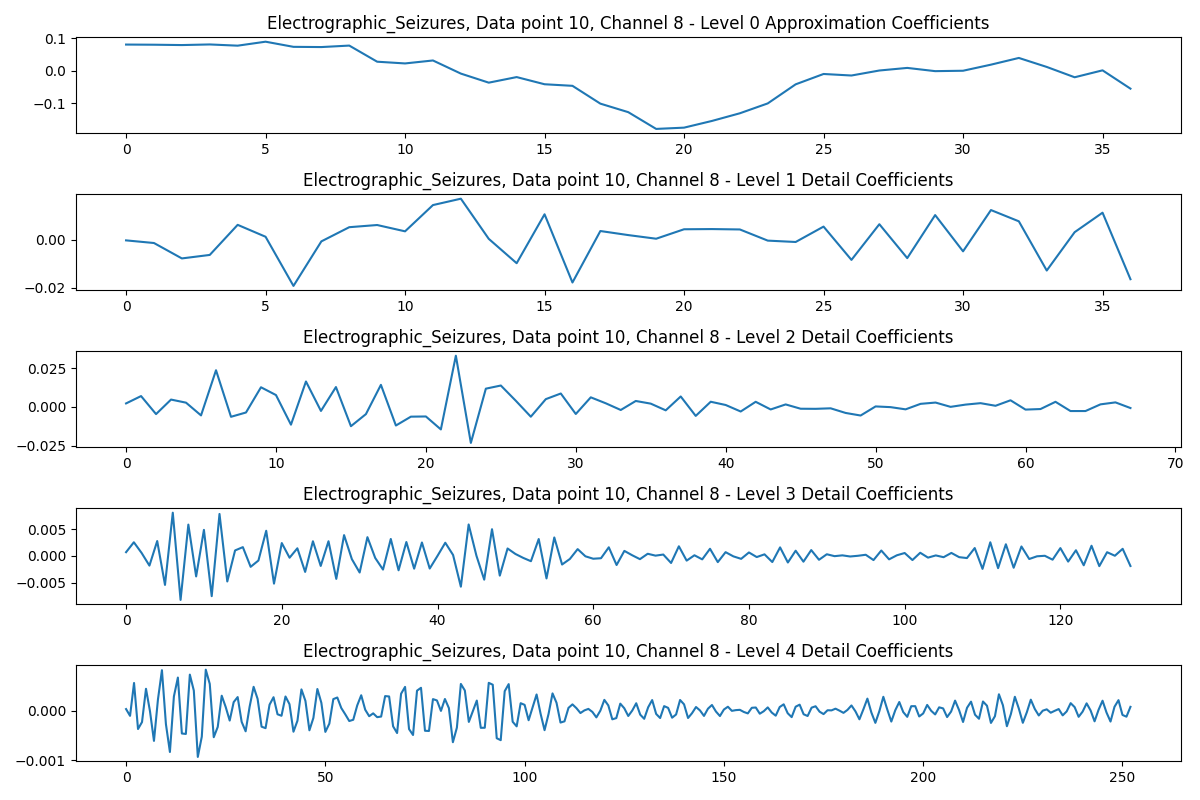 Electrographic_Seizures, Data point 10, Channel 8 - Level 0 Approximation Coefficients
0.1
0.0
−0.1
0 5 10 15 20 25 30 35
Electrographic_Seizures, Data point 10, Channel 8 - Level 1 Detail Coefficients
0.00
−0.02
0 5 10 15 20 25 30 35
Electrographic_Seizures, Data point 10, Channel 8 - Level 2 Detail Coefficients
0.025
0.000
−0.025
0 10 20 30 40 50 60 70
Electrographic_Seizures, Data point 10, Channel 8 - Level 3 Detail Coefficients
0.005
0.000
−0.005
0 20 40 60 80 100 120
Electrographic_Seizures, Data point 10, Channel 8 - Level 4 Detail Coefficients
0.000
−0.001
0 50 100 150 200 250